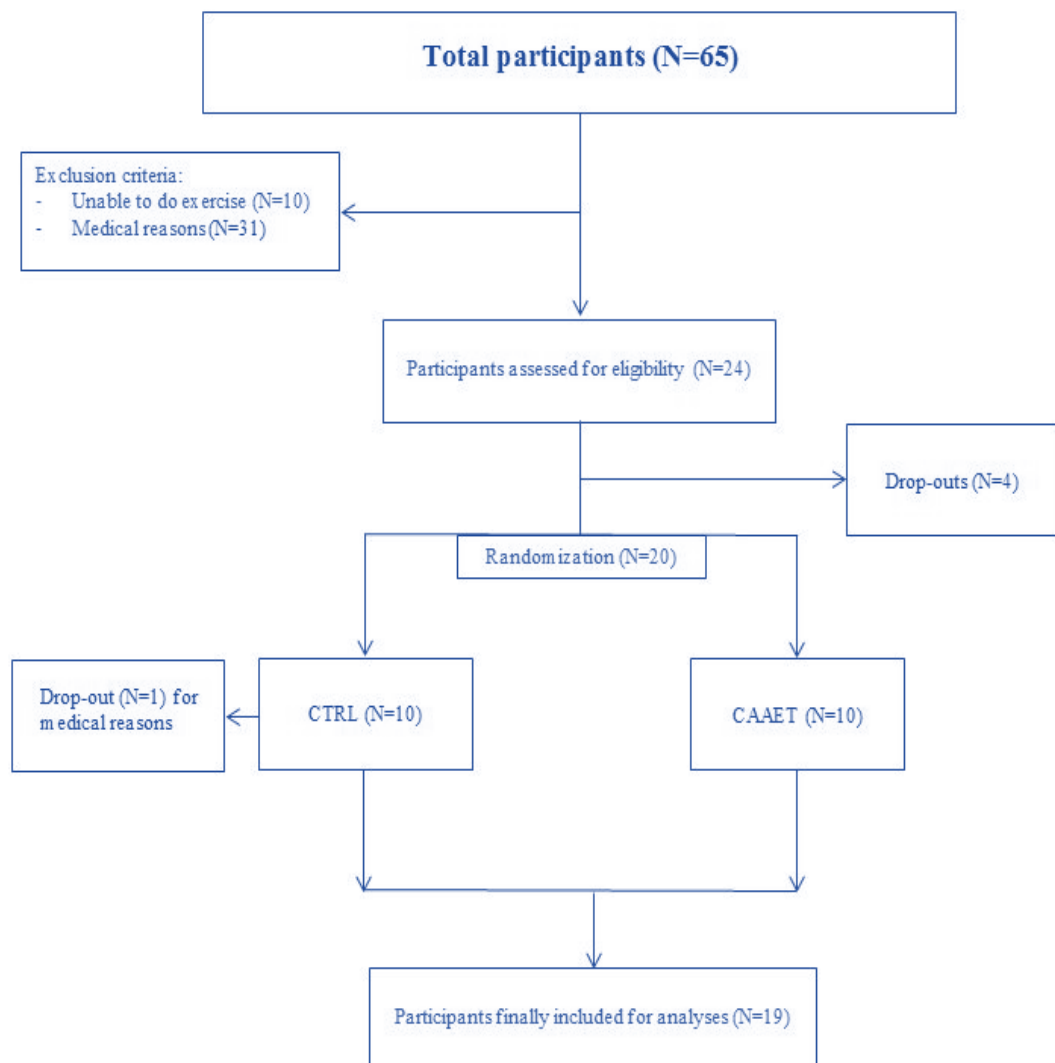 Total participants (N=65)
Exclusion criteria:
- Unable to do exercise (N=10)
- Medical reasons (N=31)
Participants assessed for eligibility (N=24)
Drop-outs (N=4)
Randomization (N=20)
Drop-out (N=1) for
medical reasons
CTRL (N=10)
CAAET (N=10)
Participants finally included for analyses (N=19)